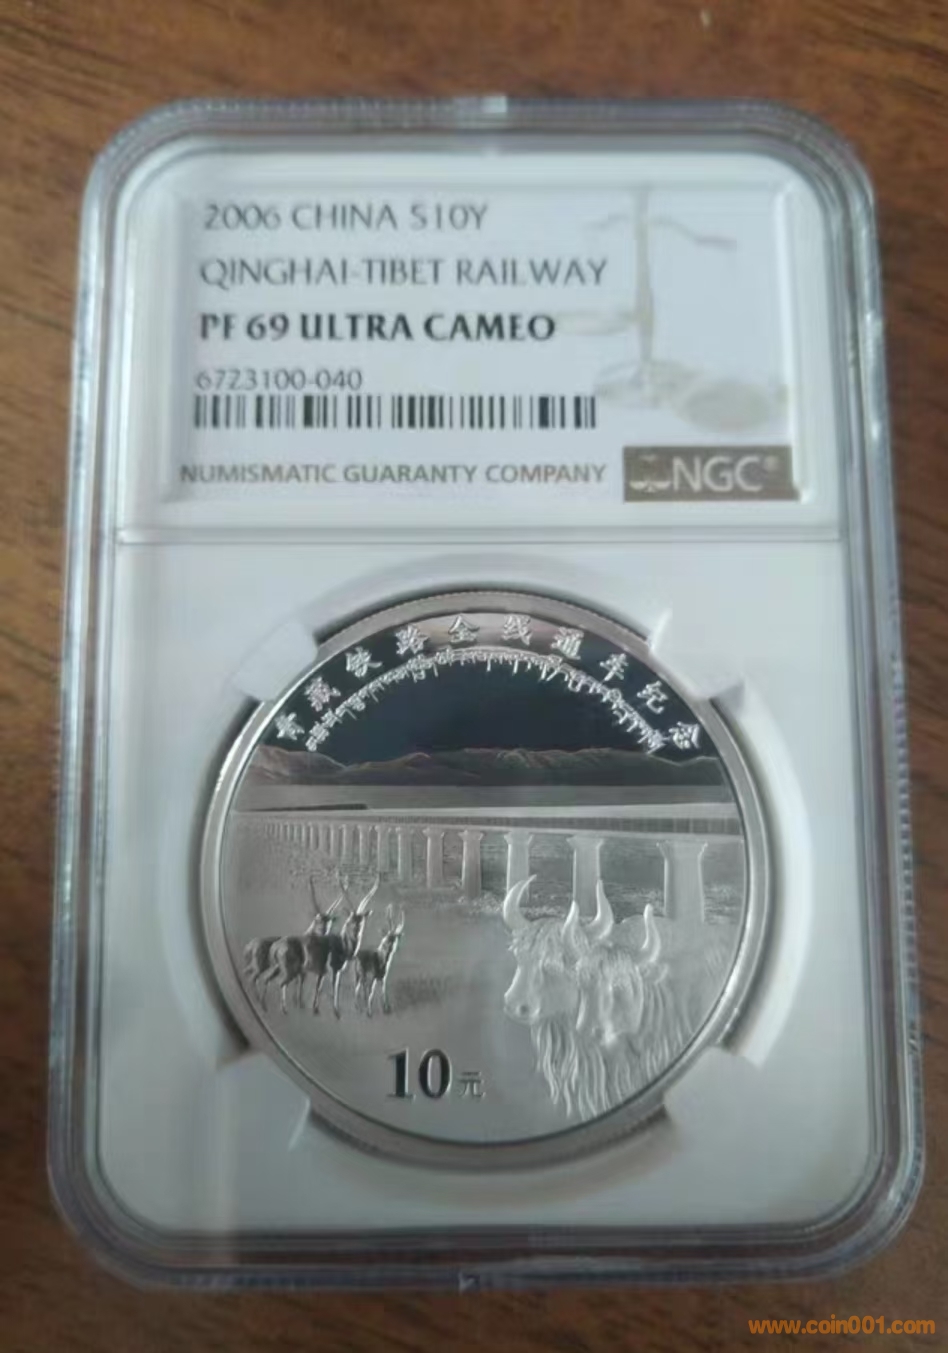 2006 CHINA S10Y
QINGHAI-TIBET RAILWAY
PF 69 ULTRA CAMEO
6723100-040
NUMISMATIC GUARANTY COMPANY
NGC®
青藏铁路全线通车纪念
10元
www.coin001.com